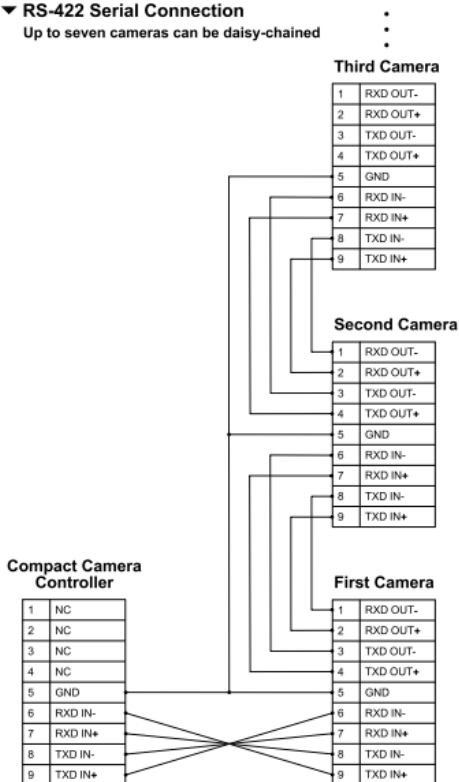 ▼ RS-422 Serial Connection
Up to seven cameras can be daisy-chained
Third Camera
1 RXD OUT-
2 RXD OUT+
3 TXD OUT-
4 TXD OUT+
5 GND
6 RXD IN-
7 RXD IN+
8 TXD IN-
9 TXD IN+
Second Camera
1 RXD OUT-
2 RXD OUT+
3 TXD OUT-
4 TXD OUT+
5 GND
6 RXD IN-
7 RXD IN+
8 TXD IN-
9 TXD IN+
Compact Camera
Controller
1 NC
2 NC
3 NC
4 NC
5 GND
6 RXD IN-
7 RXD IN+
8 TXD IN-
9 TXD IN+
First Camera
1 RXD OUT-
2 RXD OUT+
3 TXD OUT-
4 TXD OUT+
5 GND
6 RXD IN-
7 RXD IN+
8 TXD IN-
9 TXD IN+